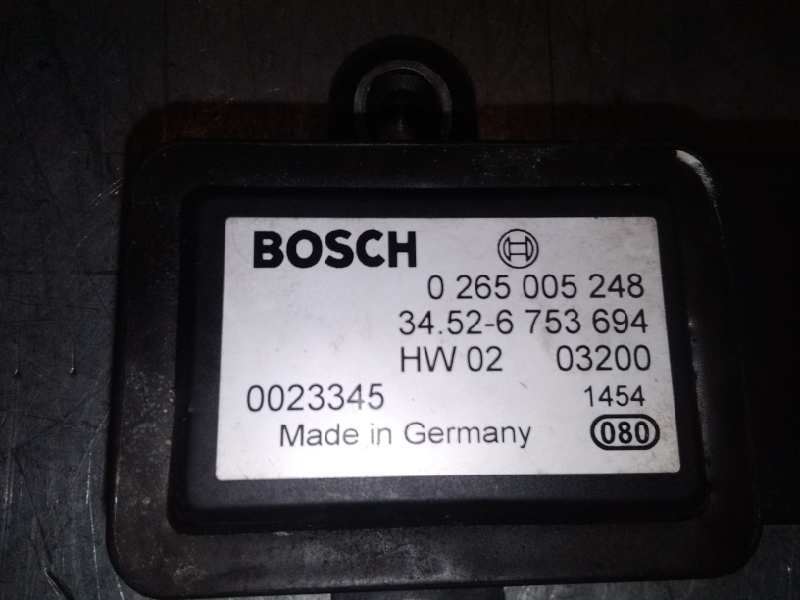 BOSCH
0 265 005 248
34.52-6 753 694
HW 02 03200
0023345 1454
Made in Germany 080